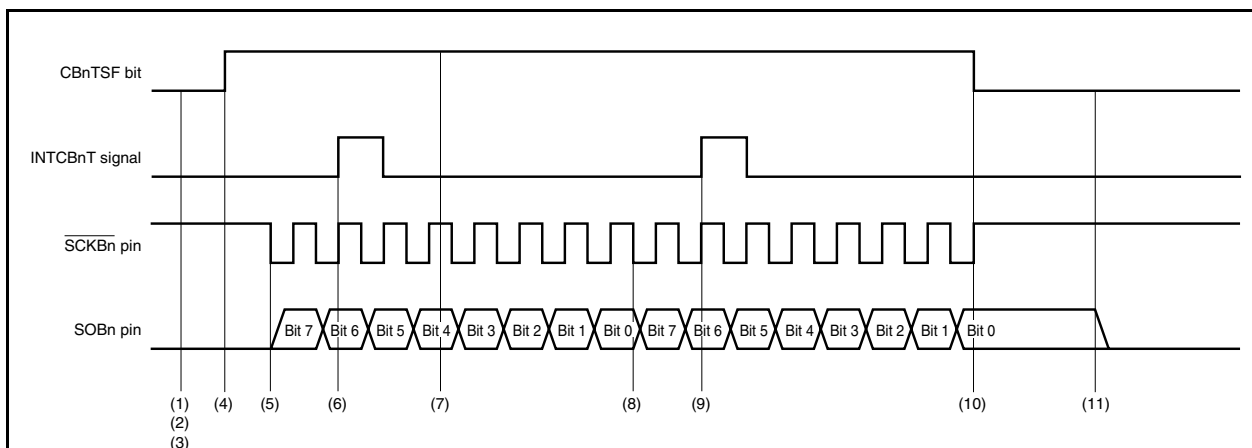 CBnTSF bit
INTCBnT signal
SCKBn pin
SOBn pin
Bit 7 Bit 6 Bit 5 Bit 4 Bit 3 Bit 2 Bit 1 Bit 0 Bit 7 Bit 6 Bit 5 Bit 4 Bit 3 Bit 2 Bit 1 Bit 0
(1) (4) (5) (6) (7) (8) (9) (10) (11)
(2)
(3)